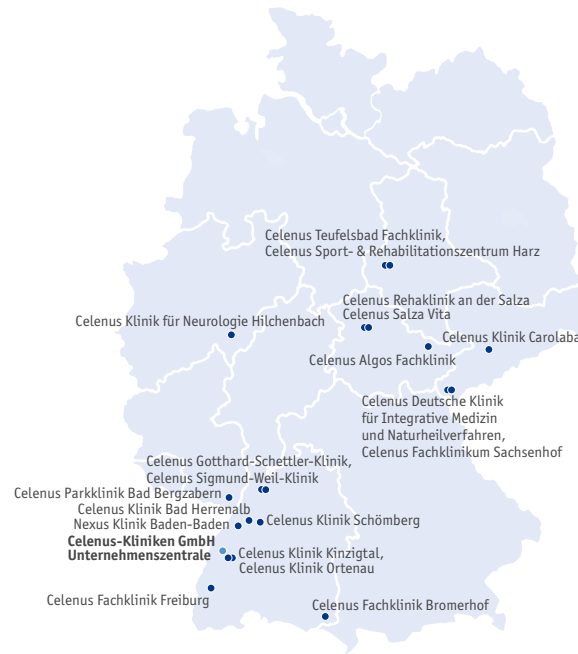 Celenus Teufelsbad Fachklinik,
Celenus Sport- & Rehabilitationszentrum Harz
Celenus Rehaklinik an der Salza
Celenus Salza Vita
Celenus Klinik für Neurologie Hilchenbach
Celenus Klinik Carolaba
Celenus Algos Fachklinik
Celenus Deutsche Klinik
für Integrative Medizin
und Naturheilverfahren,
Celenus Fachklinikum Sachsenhof
Celenus Gotthard-Schettler-Klinik,
Celenus Sigmund-Weil-Klinik
Celenus Parkklinik Bad Bergzabern
Celenus Klinik Bad Herrenalb
Nexus Klinik Baden-Baden
Celenus Klinik Schömberg
Celenus-Kliniken GmbH
Unternehmenszentrale
Celenus Klinik Kinzigtal,
Celenus Klinik Ortenau
Celenus Fachklinik Freiburg
Celenus Fachklinik Bromerhof